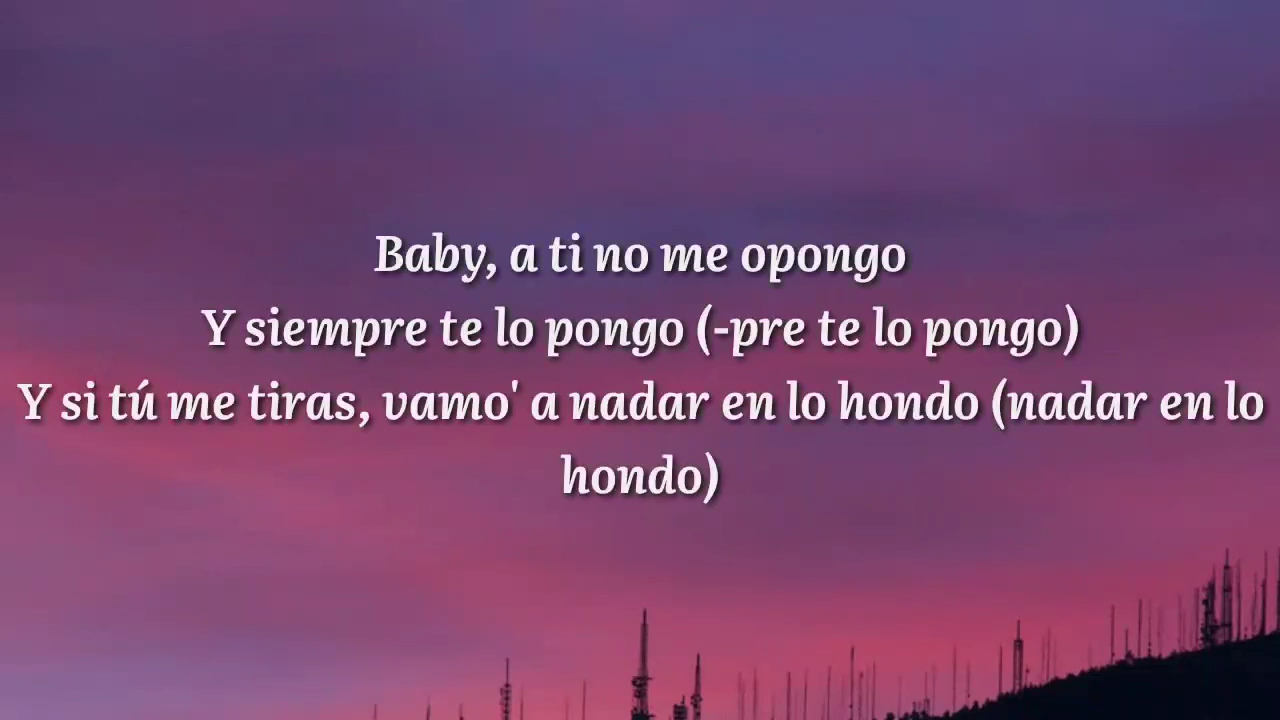 Baby, a ti no me opongo
Y siempre te lo pongo (-pre te lo pongo)
Y si tú me tiras, vamo' a nadar en lo hondo (nadar en lo
hondo)